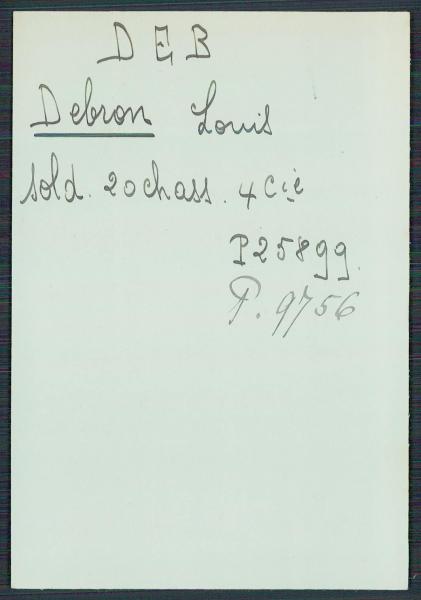 DEB
Debron Louis
sold. 20 chass. 4 Cie
P25899
P. 9756